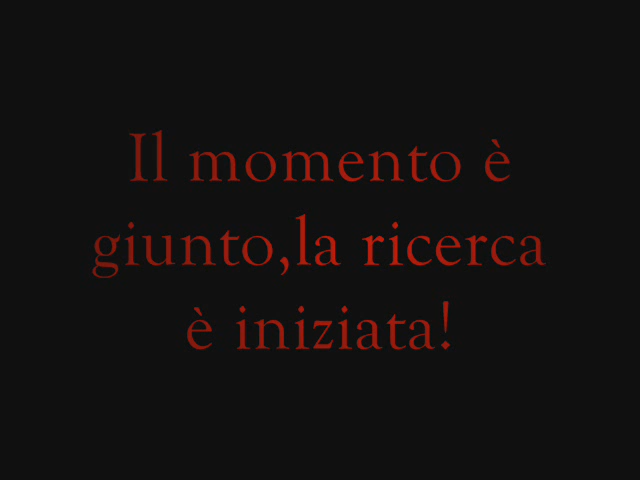 Il momento è
giunto,la ricerca
è iniziata!